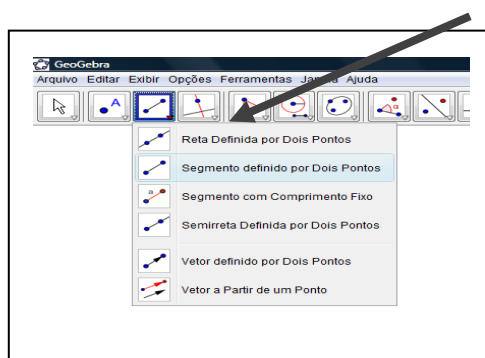 GeoGebra
Arquivo Editar Exibir Opções Ferramentas Janela Ajuda
A
Reta Definida por Dois Pontos
Segmento definido por Dois Pontos
a
Segmento com Comprimento Fixo
Semirreta Definida por Dois Pontos
Vetor definido por Dois Pontos
Vetor a Partir de um Ponto